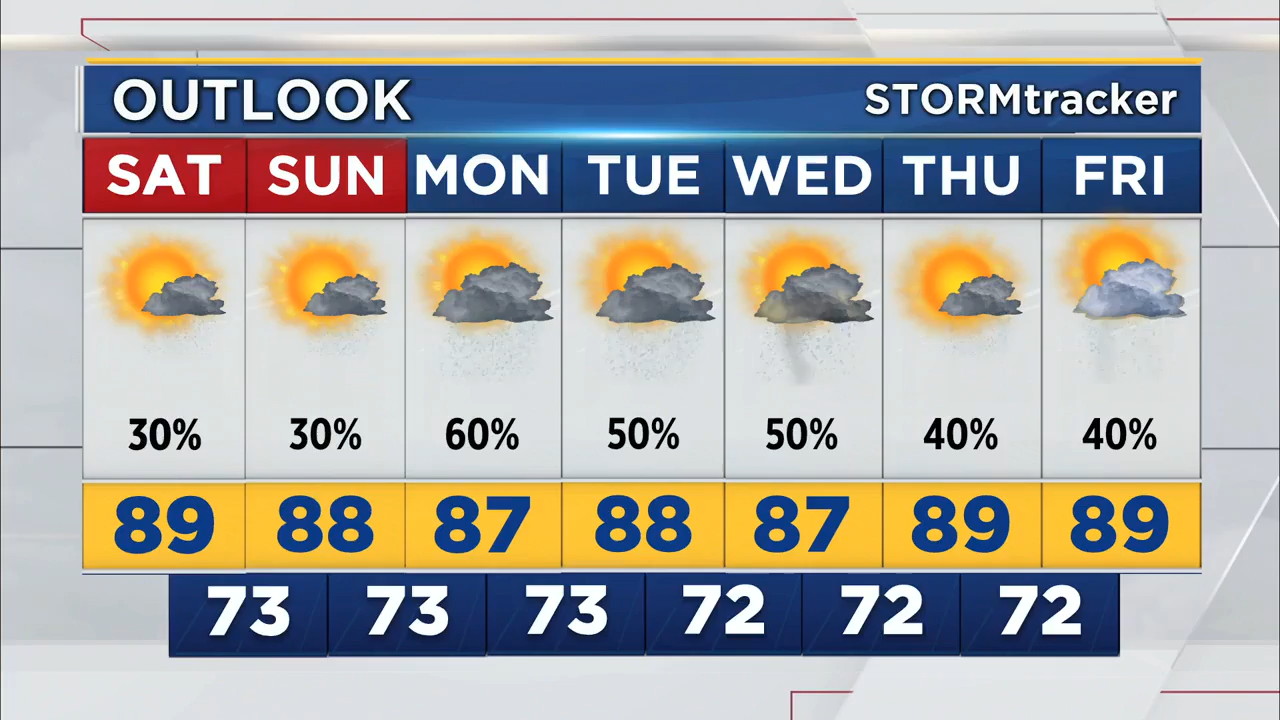 OUTLOOK STORMtracker
SAT SUN MON TUE WED THU FRI
30% 30% 60% 50% 50% 40% 40%
89 88 87 88 87 89 89
73 73 73 72 72 72